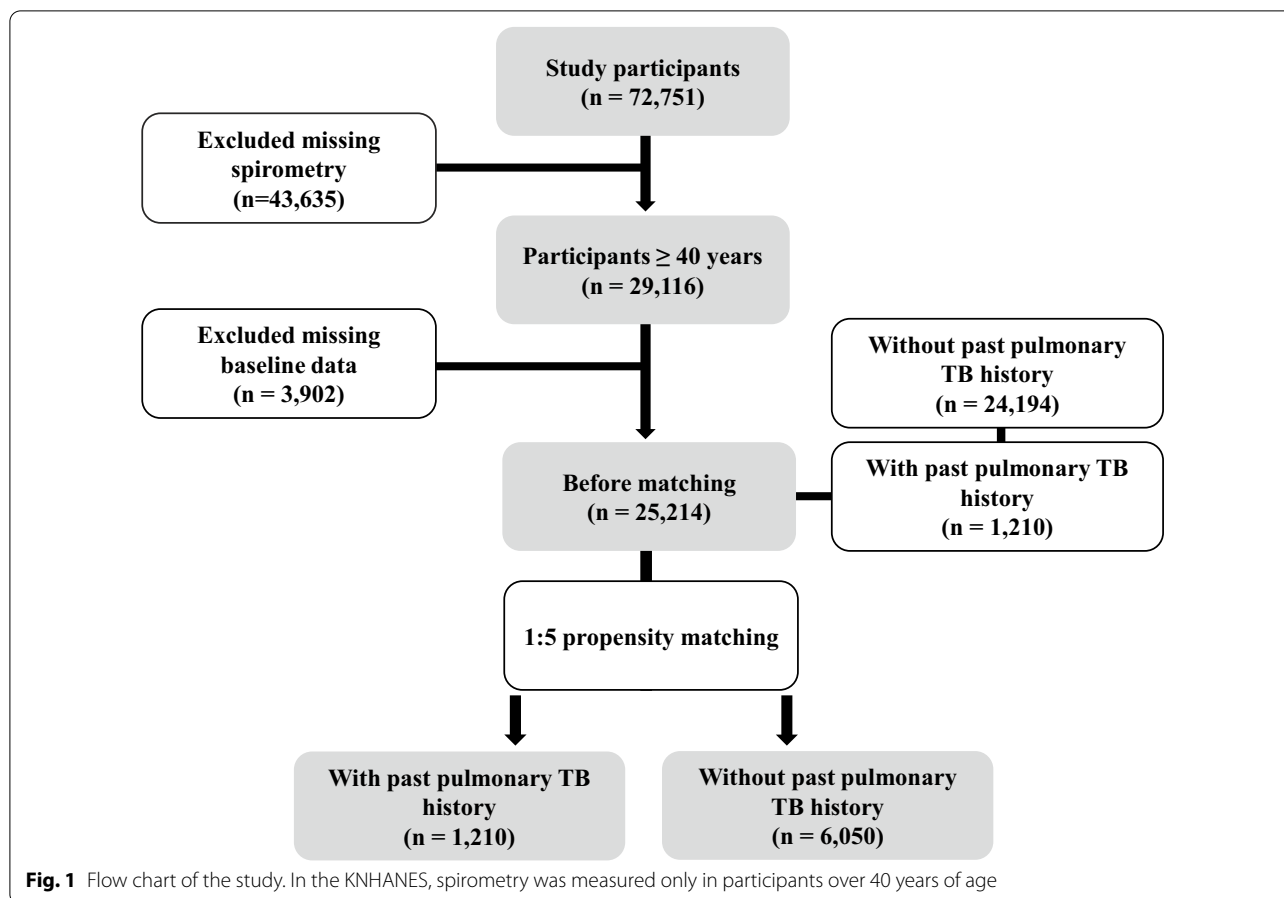 Study participants
(n = 72,751)
Excluded missing
spirometry
(n=43,635)
Participants ≥ 40 years
(n = 29,116)
Excluded missing
baseline data
(n = 3,902)
Without past pulmonary
TB history
(n = 24,194)
With past pulmonary TB
history
(n = 1,210)
Before matching
(n = 25,214)
1:5 propensity matching
With past pulmonary TB
history
(n = 1,210)
Without past pulmonary
TB history
(n = 6,050)
Fig. 1 Flow chart of the study. In the KNHANES, spirometry was measured only in participants over 40 years of age